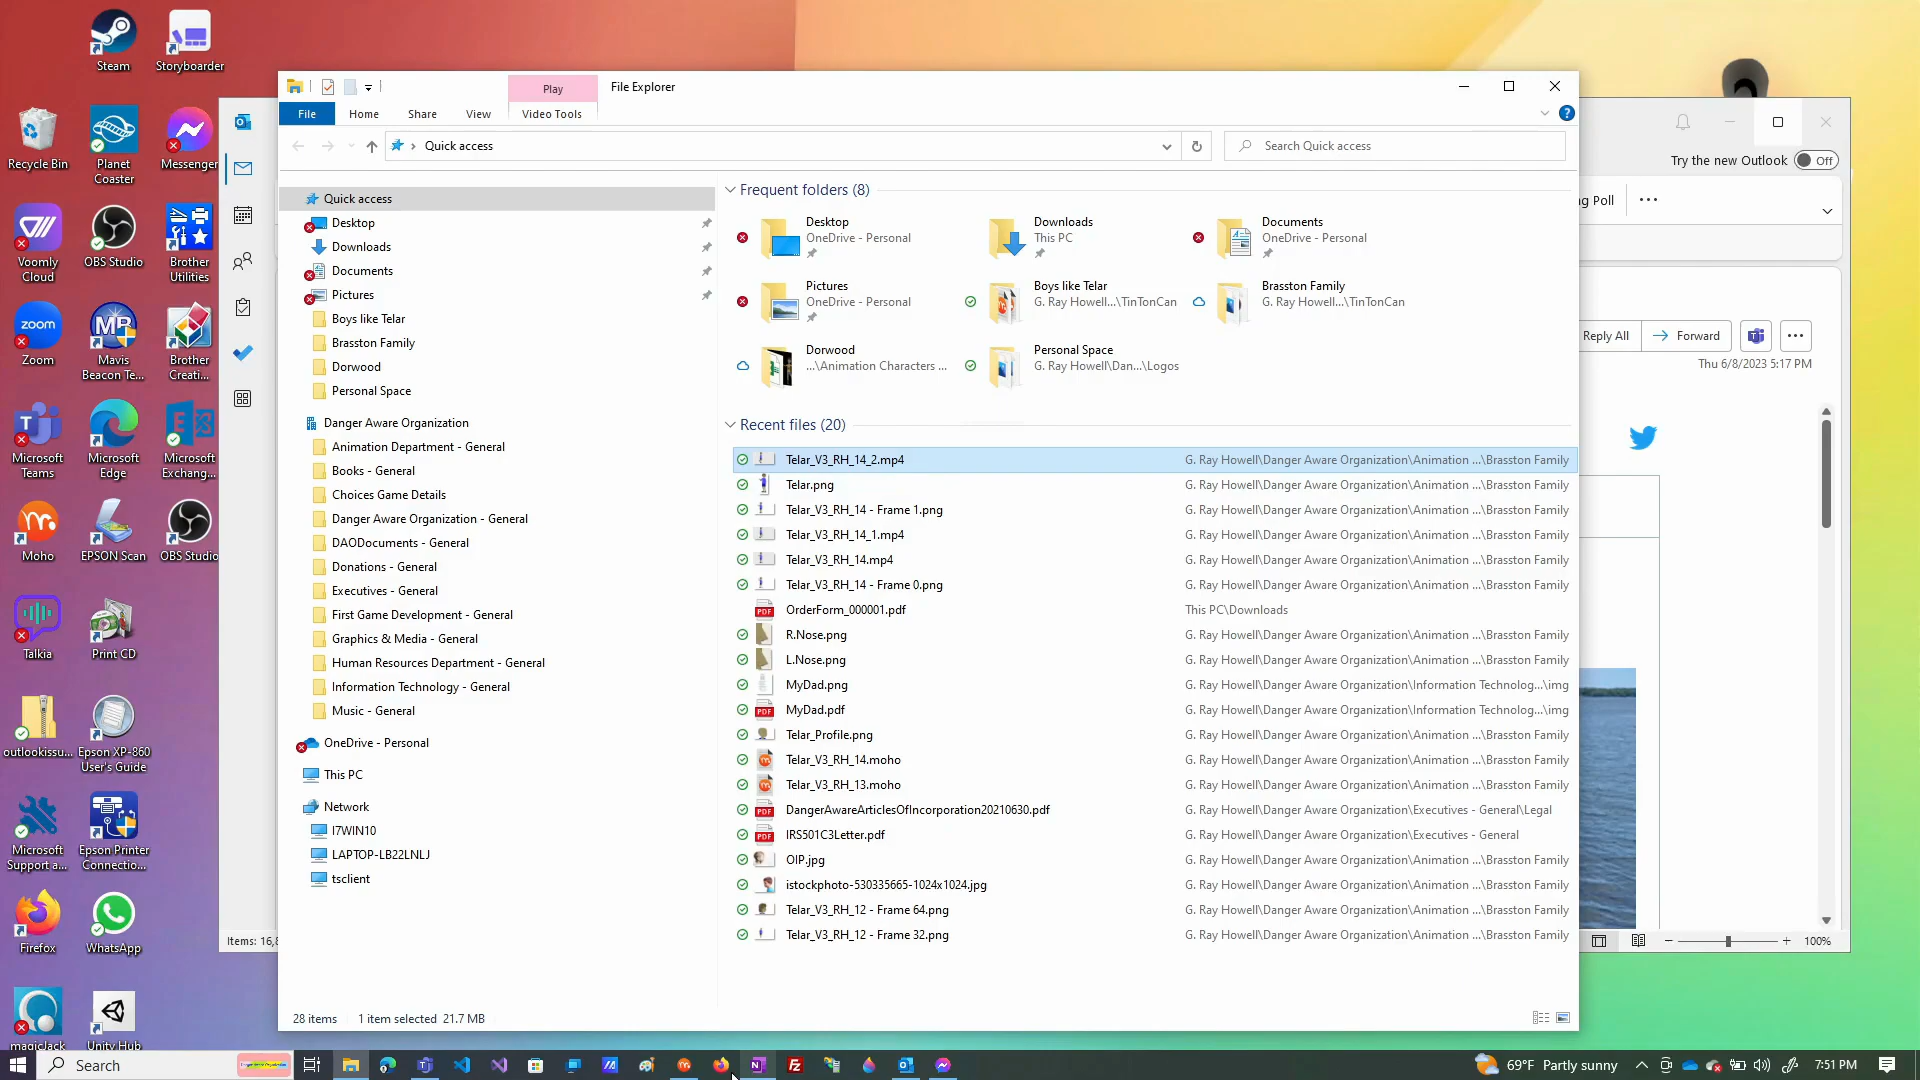 Steam
Storyboarder
Recycle Bin
Planet
Coaster
Messenger
Voomly
Cloud
OBS Studio
Brother
Utilities
zoom
Zoom
Mavis
Beacon Te...
Brother
Creati...
Microsoft
Teams
Microsoft
Edge
Microsoft
Exchang...
Moho
EPSON Scan
OBS Studio
Talkia
Print CD
outlookissu...
Epson XP-860
User's Guide
Microsoft
Support a...
Epson Printer
Connectio...
Firefox
WhatsApp
magicJack
Unity Hub
Items: 16,8
Play
File Explorer
File
Home
Share
View
Video Tools
Quick access
Search Quick access
Quick access
Desktop
Downloads
Documents
Pictures
Boys like Telar
Brasston Family
Dorwood
Personal Space
Danger Aware Organization
Animation Department - General
Books - General
Choices Game Details
Danger Aware Organization - General
DAODocuments - General
Donations - General
Executives - General
First Game Development - General
Graphics & Media - General
Human Resources Department - General
Information Technology - General
Music - General
OneDrive - Personal
This PC
Network
I7WIN10
LAPTOP-LB22LNLJ
tsclient
Frequent folders (8)
Desktop
OneDrive - Personal
Downloads
This PC
Documents
OneDrive - Personal
Pictures
OneDrive - Personal
Boys like Telar
G. Ray Howell...\TinTonCan
Brasston Family
G. Ray Howell...\TinTonCan
Dorwood
...\Animation Characters ...
Personal Space
G. Ray Howell\Dan...\Logos
Recent files (20)
Telar_V3_RH_14_2.mp4 G. Ray Howell\Danger Aware Organization\Animation ...\Brasston Family
Telar.png G. Ray Howell\Danger Aware Organization\Animation ...\Brasston Family
Telar_V3_RH_14 - Frame 1.png G. Ray Howell\Danger Aware Organization\Animation ...\Brasston Family
Telar_V3_RH_14_1.mp4 G. Ray Howell\Danger Aware Organization\Animation ...\Brasston Family
Telar_V3_RH_14.mp4 G. Ray Howell\Danger Aware Organization\Animation ...\Brasston Family
Telar_V3_RH_14 - Frame 0.png G. Ray Howell\Danger Aware Organization\Animation ...\Brasston Family
OrderForm_000001.pdf This PC\Downloads
R.Nose.png G. Ray Howell\Danger Aware Organization\Animation ...\Brasston Family
L.Nose.png G. Ray Howell\Danger Aware Organization\Animation ...\Brasston Family
MyDad.png G. Ray Howell\Danger Aware Organization\Information Technolog...\img
MyDad.pdf G. Ray Howell\Danger Aware Organization\Information Technolog...\img
Telar_Profile.png G. Ray Howell\Danger Aware Organization\Animation ...\Brasston Family
Telar_V3_RH_14.moho G. Ray Howell\Danger Aware Organization\Animation ...\Brasston Family
Telar_V3_RH_13.moho G. Ray Howell\Danger Aware Organization\Animation ...\Brasston Family
DangerAwareArticlesOfIncorporation20210630.pdf G. Ray Howell\Danger Aware Organization\Executives - General\Legal
IRS501C3Letter.pdf G. Ray Howell\Danger Aware Organization\Executives - General
OIP.jpg G. Ray Howell\Danger Aware Organization\Animation ...\Brasston Family
istockphoto-530335665-1024x1024.jpg G. Ray Howell\Danger Aware Organization\Animation ...\Brasston Family
Telar_V3_RH_12 - Frame 64.png G. Ray Howell\Danger Aware Organization\Animation ...\Brasston Family
Telar_V3_RH_12 - Frame 32.png G. Ray Howell\Danger Aware Organization\Animation ...\Brasston Family
28 items 1 item selected 21.7 MB
Try the new Outlook Off
g Poll
Reply All
Forward
Thu 6/8/2023 5:17 PM
100%
Search
69°F Partly sunny
7:51 PM